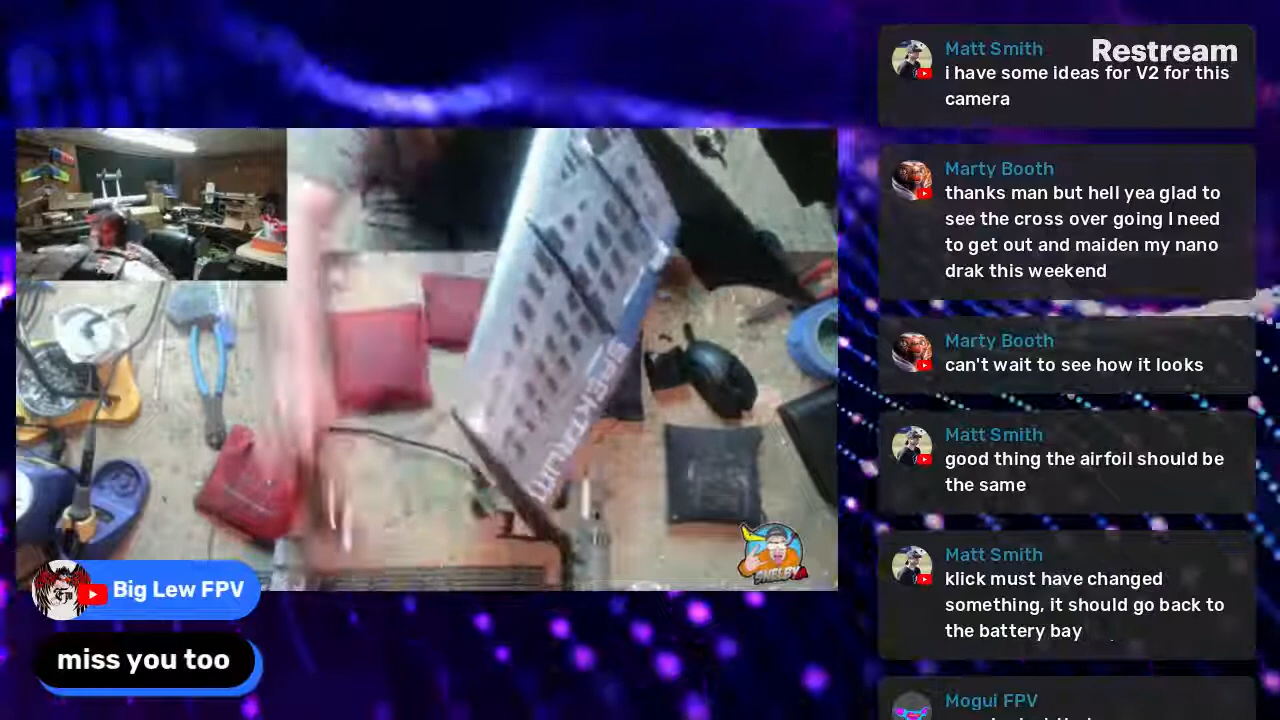 Restream
Matt Smith
i have some ideas for V2 for this
camera
Marty Booth
thanks man but hell yea glad to
see the cross over going I need
to get out and maiden my nano
drak this weekend
Marty Booth
can't wait to see how it looks
Matt Smith
good thing the airfoil should be
the same
Matt Smith
klick must have changed
something, it should go back to
the battery bay
Mogui FPV
SHELBY
Big Lew FPV
miss you too